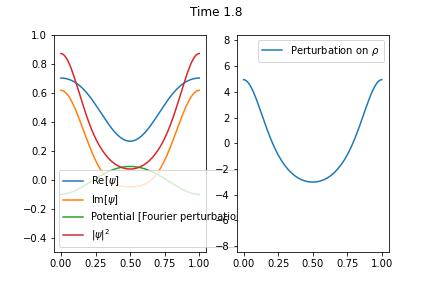 Time 1.8
1.0
0.8
0.6
0.4
0.2
0.0
−0.2
−0.4
Re[ψ]
Im[ψ]
Potential [Fourier perturbatio
|ψ|²
0.00 0.25 0.50 0.75 1.00
8
6
4
2
0
−2
−4
−6
−8
Perturbation on ρ
0.00 0.25 0.50 0.75 1.00